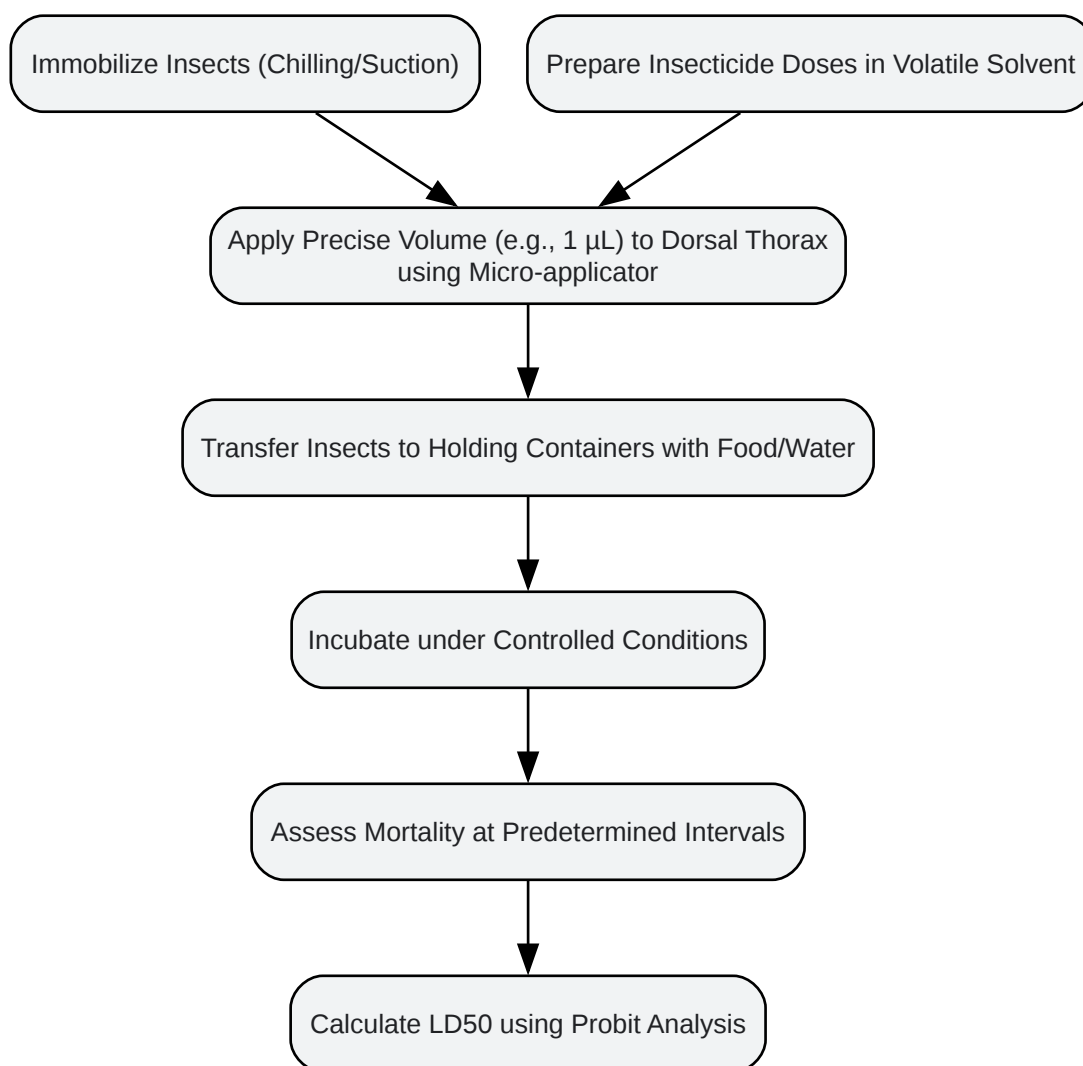 Immobilize Insects (Chilling/Suction)
Prepare Insecticide Doses in Volatile Solvent
Apply Precise Volume (e.g., 1 µL) to Dorsal Thorax
using Micro-applicator
Transfer Insects to Holding Containers with Food/Water
Incubate under Controlled Conditions
Assess Mortality at Predetermined Intervals
Calculate LD50 using Probit Analysis